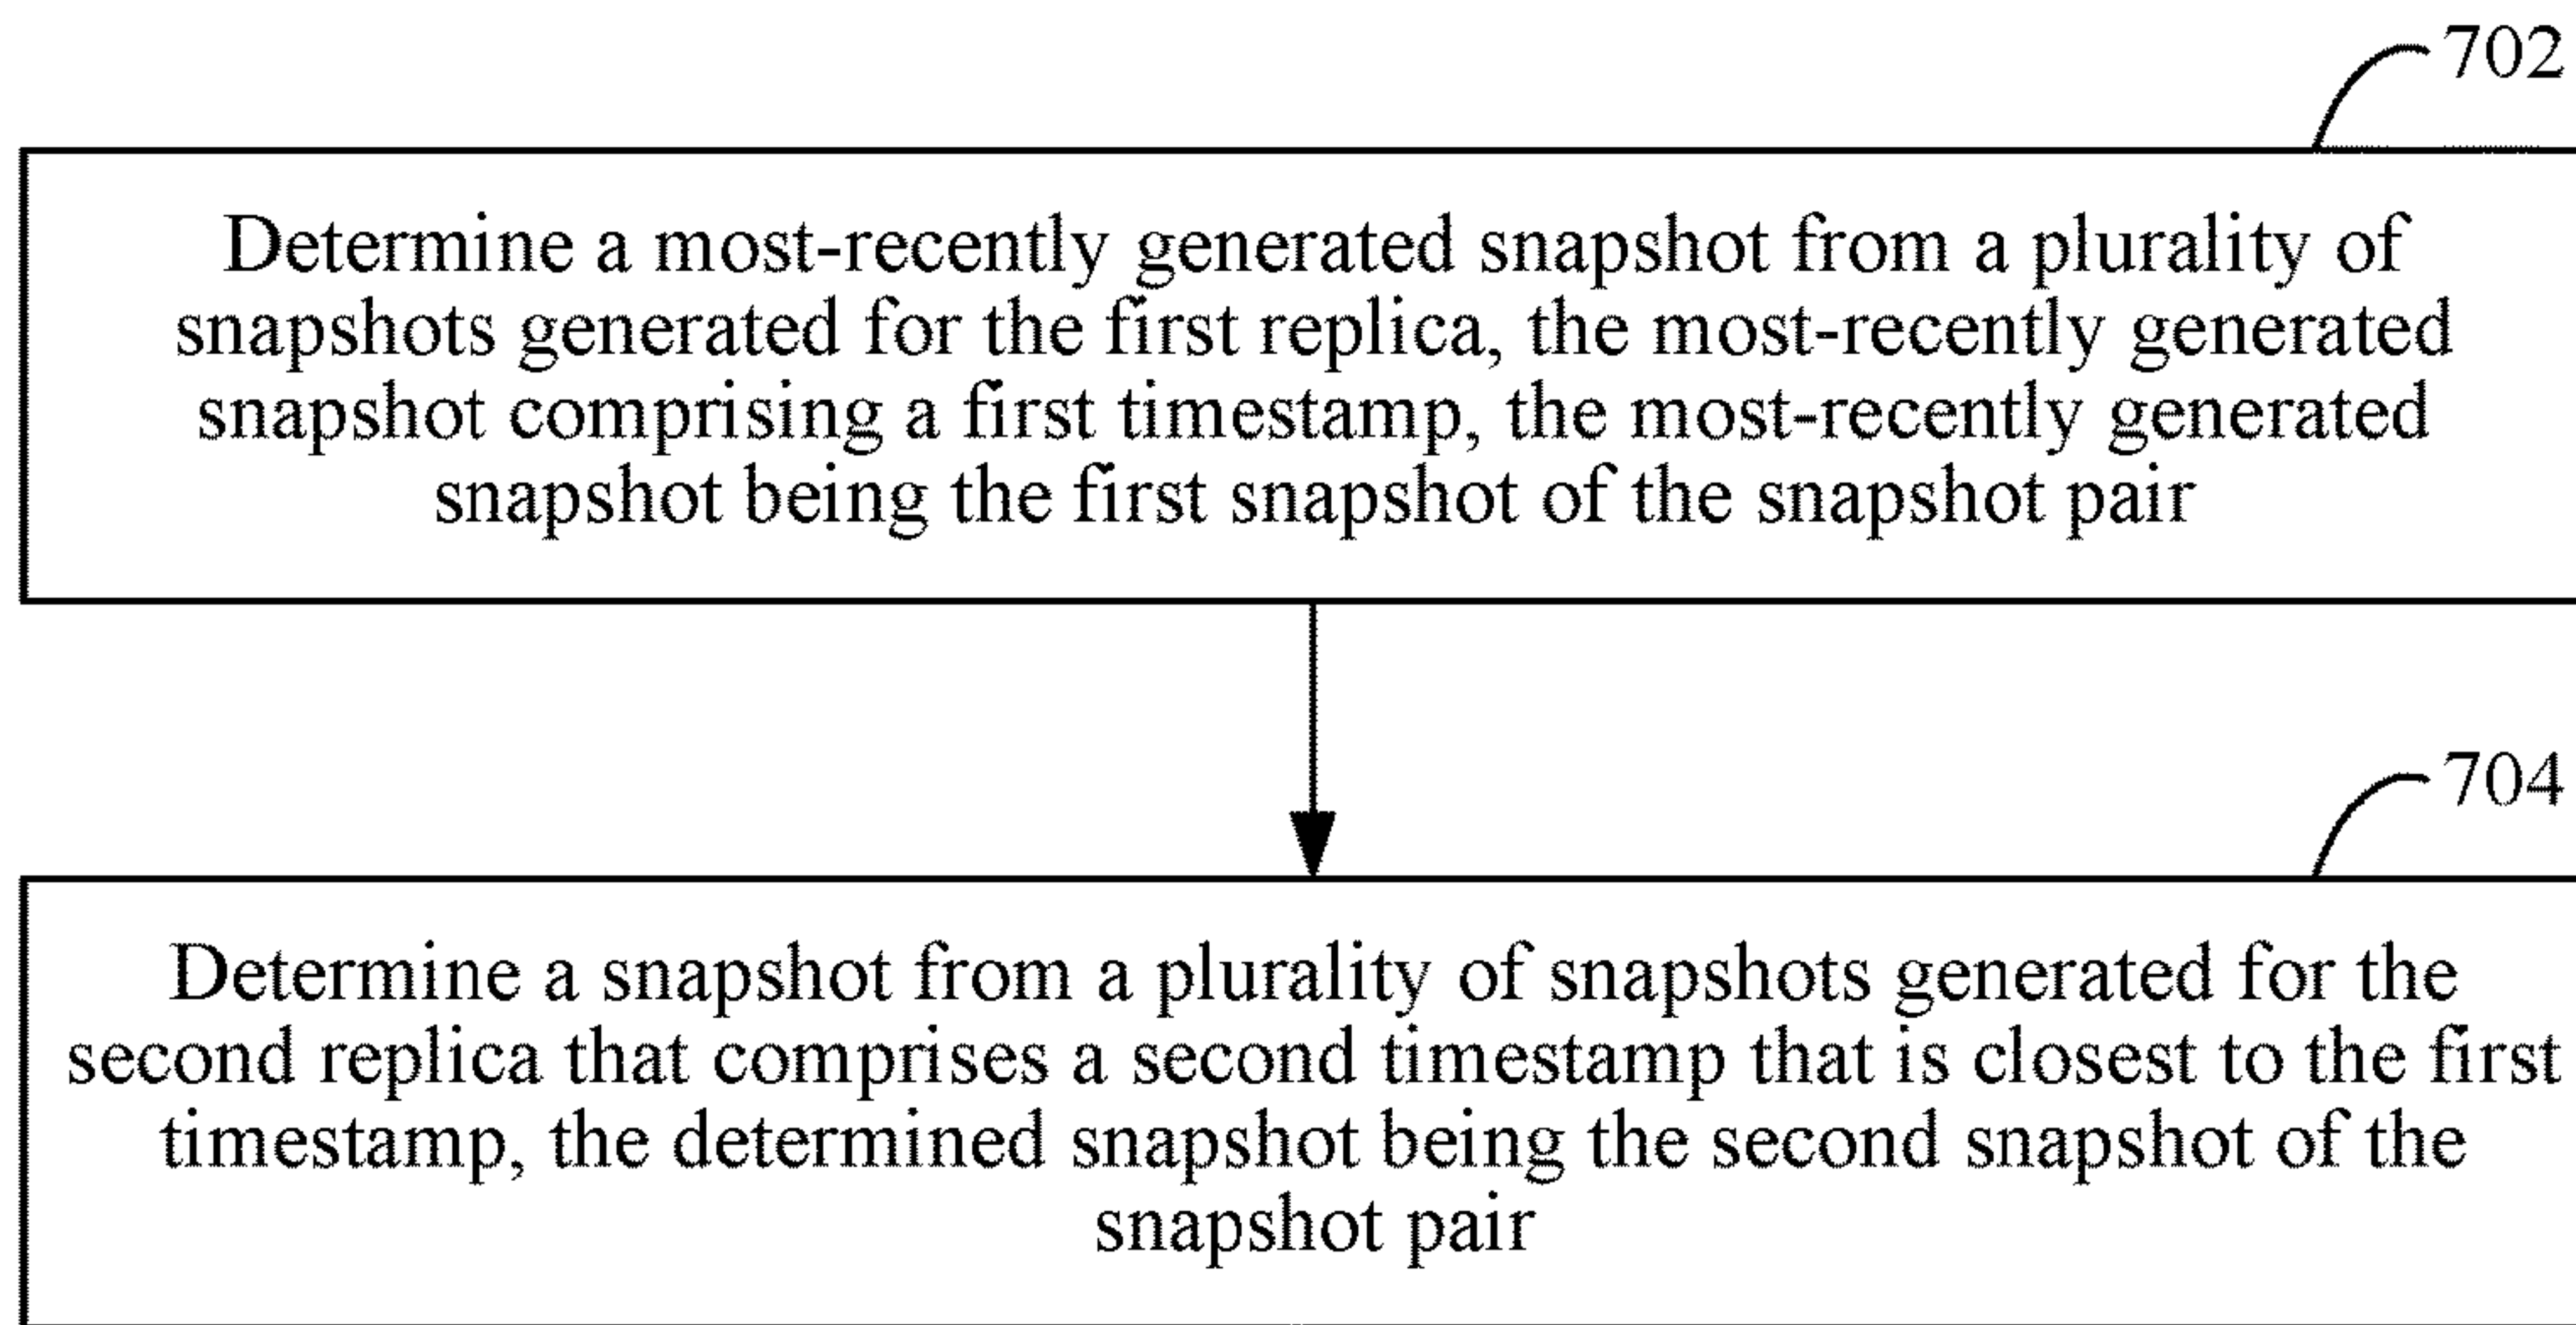 702
Determine a most-recently generated snapshot from a plurality of
snapshots generated for the first replica, the most-recently generated
snapshot comprising a first timestamp, the most-recently generated
snapshot being the first snapshot of the snapshot pair
704
Determine a snapshot from a plurality of snapshots generated for the
second replica that comprises a second timestamp that is closest to the first
timestamp, the determined snapshot being the second snapshot of the
snapshot pair